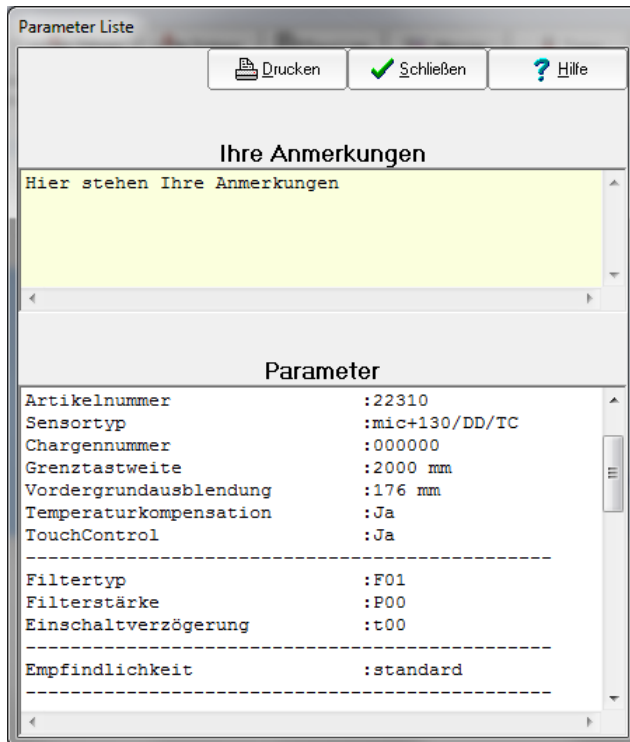 Parameter Liste
Drucken Schließen ? Hilfe
Ihre Anmerkungen
Hier stehen Ihre Anmerkungen
Parameter
Artikelnummer :22310
Sensortyp :mic+130/DD/TC
Chargennummer :000000
Grenztastweite :2000 mm
Vordergrundausblendung :176 mm
Temperaturkompensation :Ja
TouchControl :Ja
-----------------------------------------------
Filtertyp :F01
Filterstärke :P00
Einschaltverzögerung :t00
-----------------------------------------------
Empfindlichkeit :standard
-----------------------------------------------